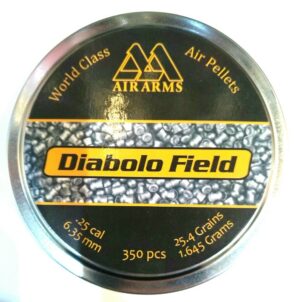 World Class
Air Pellets
AIR ARMS
Diabolo Field
.25 cal
6.35 mm
350 pcs
25.4 Grains
1.645 Grams